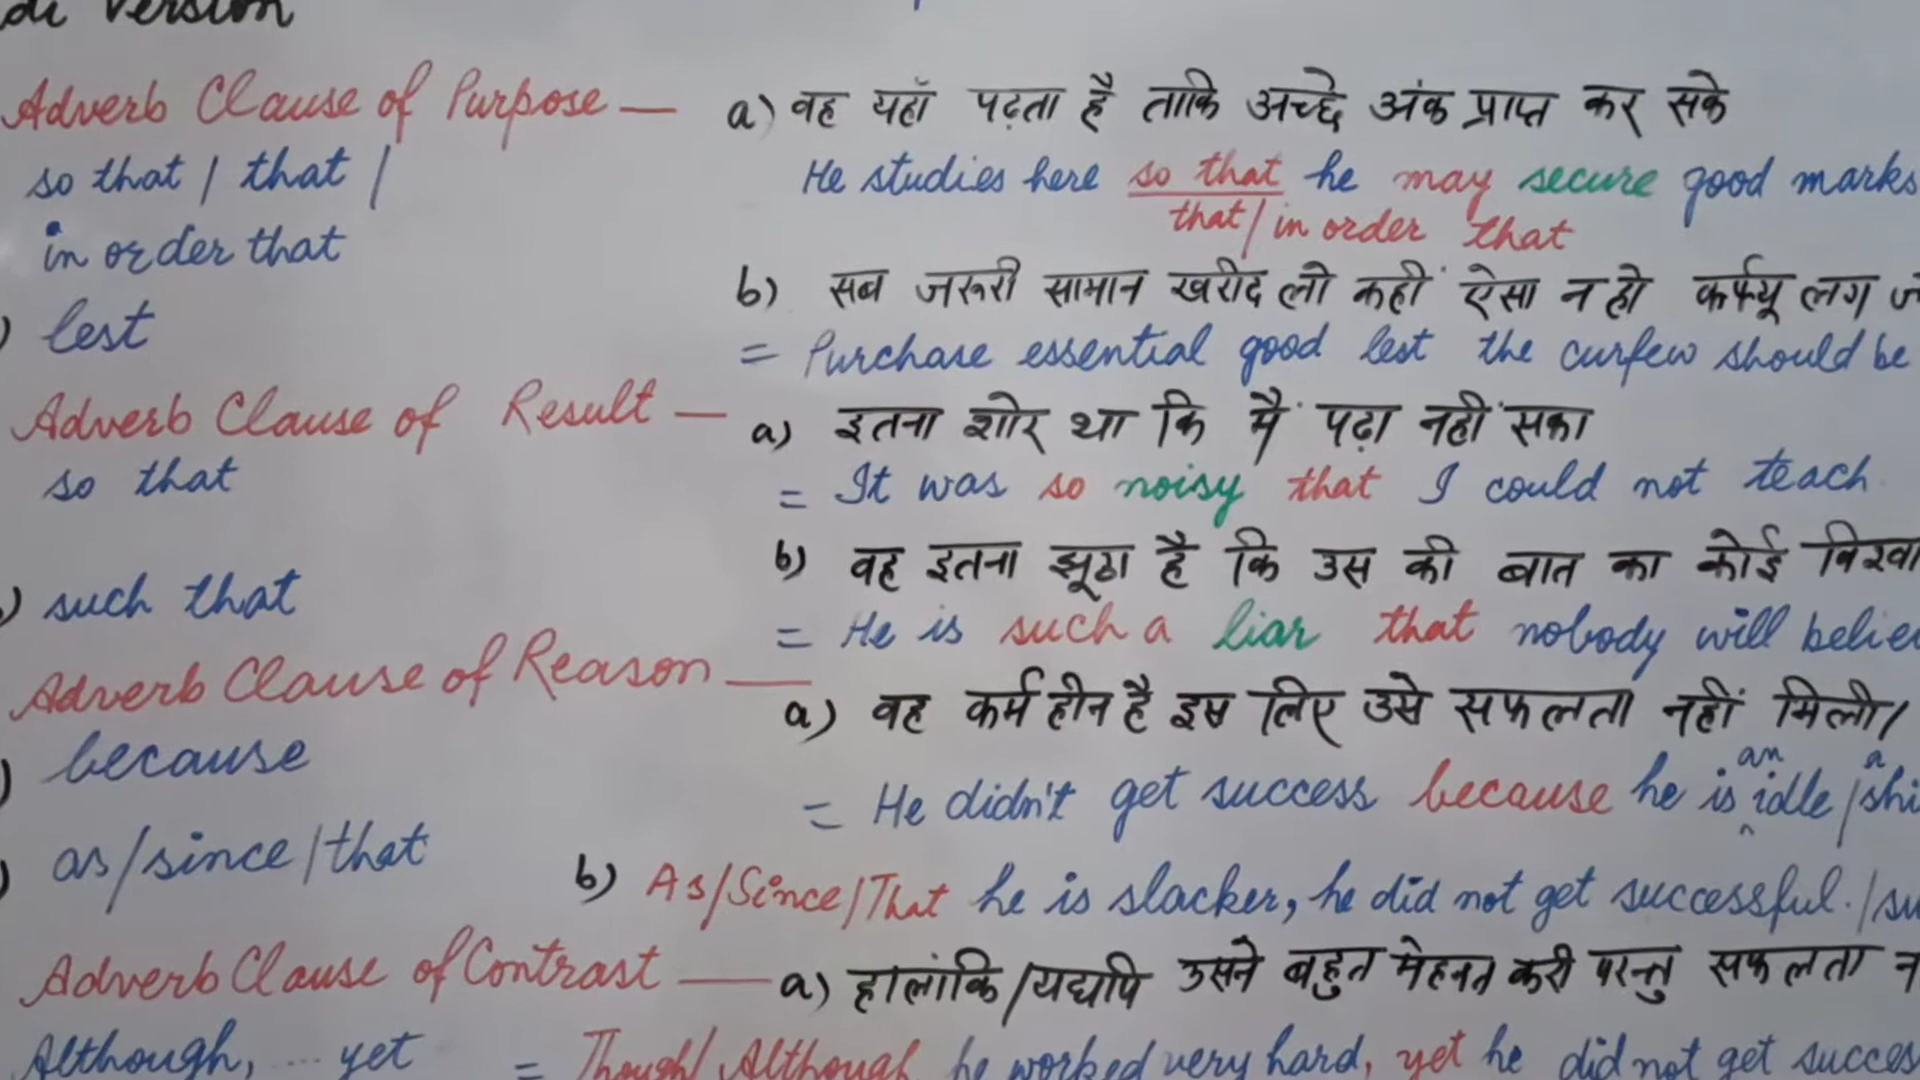 Version
Adverb Clause of Purpose — a) वह यहाँ पढ़ता है ताकि अच्छे अंक प्राप्त कर सके
so that / that / He studies here so that he may secure good marks
that / in order that
in order that
b) सब जरूरी सामान खरीद लो कहीं ऐसा न हो कर्फ्यू लग
) lest = Purchase essential good lest the curfew should be
Adverb Clause of Result — a) इतना शोर था कि मैं पढ़ा नहीं सका
so that = It was so noisy that I could not teach
b) वह इतना झूठा है कि उस की बात का कोई
) such that = He is such a liar that nobody will
Adverb Clause of Reason — a) वह कर्म हीन है इस लिए उसे सफलता नहीं मिली।
) because = He didn't get success because he is an idle / a
) as/since/that b) As/Since/That he is slacker, he did not get successful. /
Adverb Clause of Contrast — a) हालांकि/यद्यपि उसने बहुत मेहनत करी परन्तु सफलता
Although, ... yet = Though/Although he worked very hard, yet he did not get